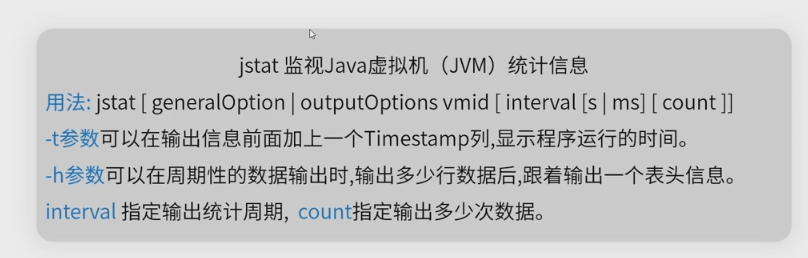 jstat 监视Java虚拟机（JVM）统计信息
用法: jstat [ generalOption | outputOptions vmid [ interval [s | ms] [ count ]]
-t参数可以在输出信息前面加上一个Timestamp列,显示程序运行的时间。
-h参数可以在周期性的数据输出时,输出多少行数据后,跟着输出一个表头信息。
interval 指定输出统计周期, count指定输出多少次数据。